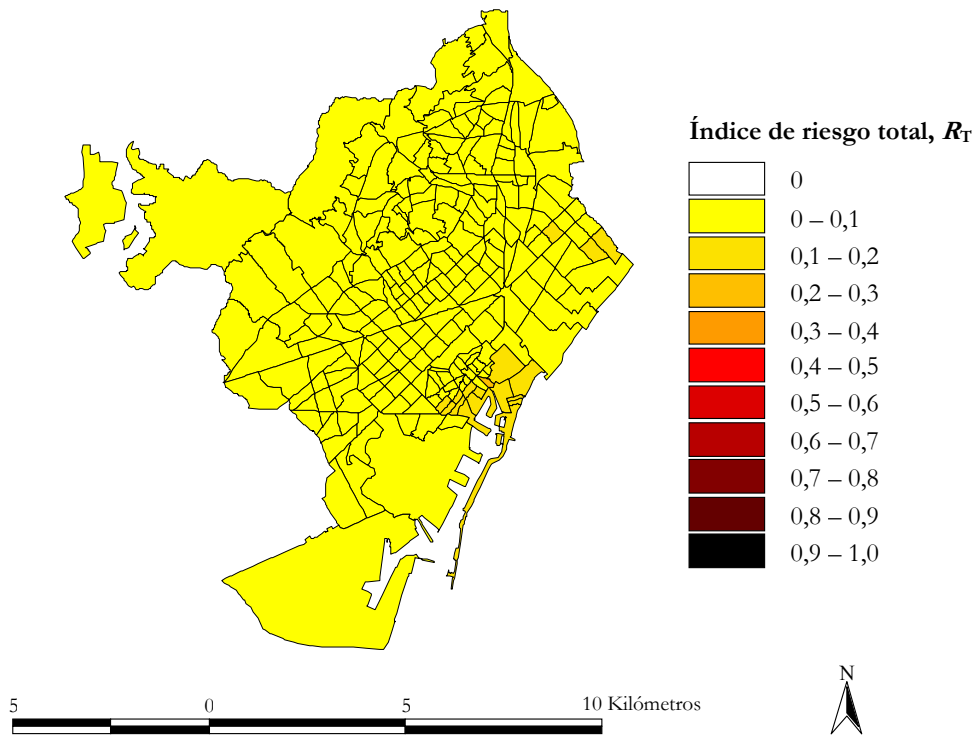 Índice de riesgo total, RT
0
0 – 0,1
0,1 – 0,2
0,2 – 0,3
0,3 – 0,4
0,4 – 0,5
0,5 – 0,6
0,6 – 0,7
0,7 – 0,8
0,8 – 0,9
0,9 – 1,0
N
5 0 5 10 Kilómetros